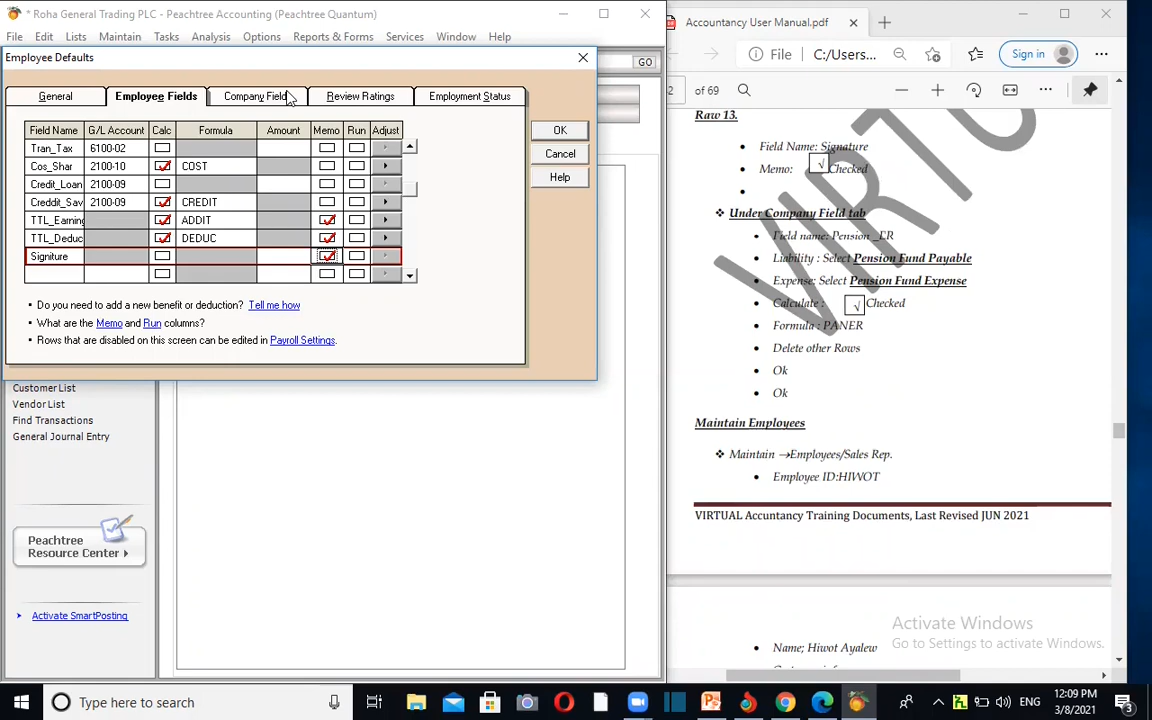 * Roha General Trading PLC - Peachtree Accounting (Peachtree Quantum)
File Edit Lists Maintain Tasks Analysis Options Reports & Forms Services Window Help
GO
Employee Defaults
General Employee Fields Company Field Review Ratings Employment Status
Field Name G/L Account Calc Formula Amount Memo Run Adjust
Tran_Tax 6100-02
Cos_Shar 2100-10 COST
Credit_Loan 2100-09
Creddit_Sav 2100-09 CREDIT
TTL_Earning ADDIT
TTL_Deduc DEDUC
Signiture
OK
Cancel
Help
• Do you need to add a new benefit or deduction? Tell me how
• What are the Memo and Run columns?
• Rows that are disabled on this screen can be edited in Payroll Settings.
Customer List
Vendor List
Find Transactions
General Journal Entry
Peachtree
Resource Center
Activate SmartPosting
Accountancy User Manual.pdf
File C:/Users... Sign in
2 of 69
Raw 13.
• Field Name: Signature
• Memo: √ Checked
•
❖ Under Company Field tab
• Field name: Pension _ER
• Liability : Select Pension Fund Payable
• Expense: Select Pension Fund Expense
• Calculate : √ Checked
• Formula : PANER
• Delete other Rows
• Ok
• Ok
Maintain Employees
❖ Maintain →Employees/Sales Rep.
• Employee ID:HIWOT
VIRTUAL Accuntancy Training Documents, Last Revised JUN 2021
VIRTU
• Name; Hiwot Ayalew
Activate Windows
Go to Settings to activate Windows.
Type here to search
ENG
12:09 PM
3/8/2021
3